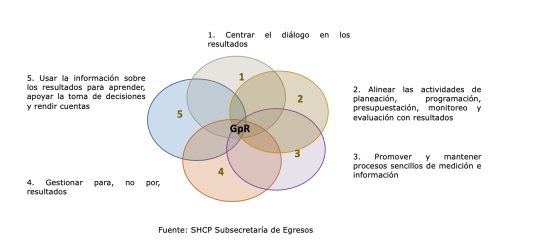 1. Centrar el diálogo en los
resultados
5. Usar la información sobre
los resultados para aprender,
apoyar la toma de decisiones
y rendir cuentas
1
2
5
GpR
3
4
2. Alinear las actividades de
planeación, programación,
presupuestación, monitoreo y
evaluación con resultados
3. Promover y mantener
procesos sencillos de medición e
información
4. Gestionar para, no por,
resultados
Fuente: SHCP Subsecretaría de Egresos